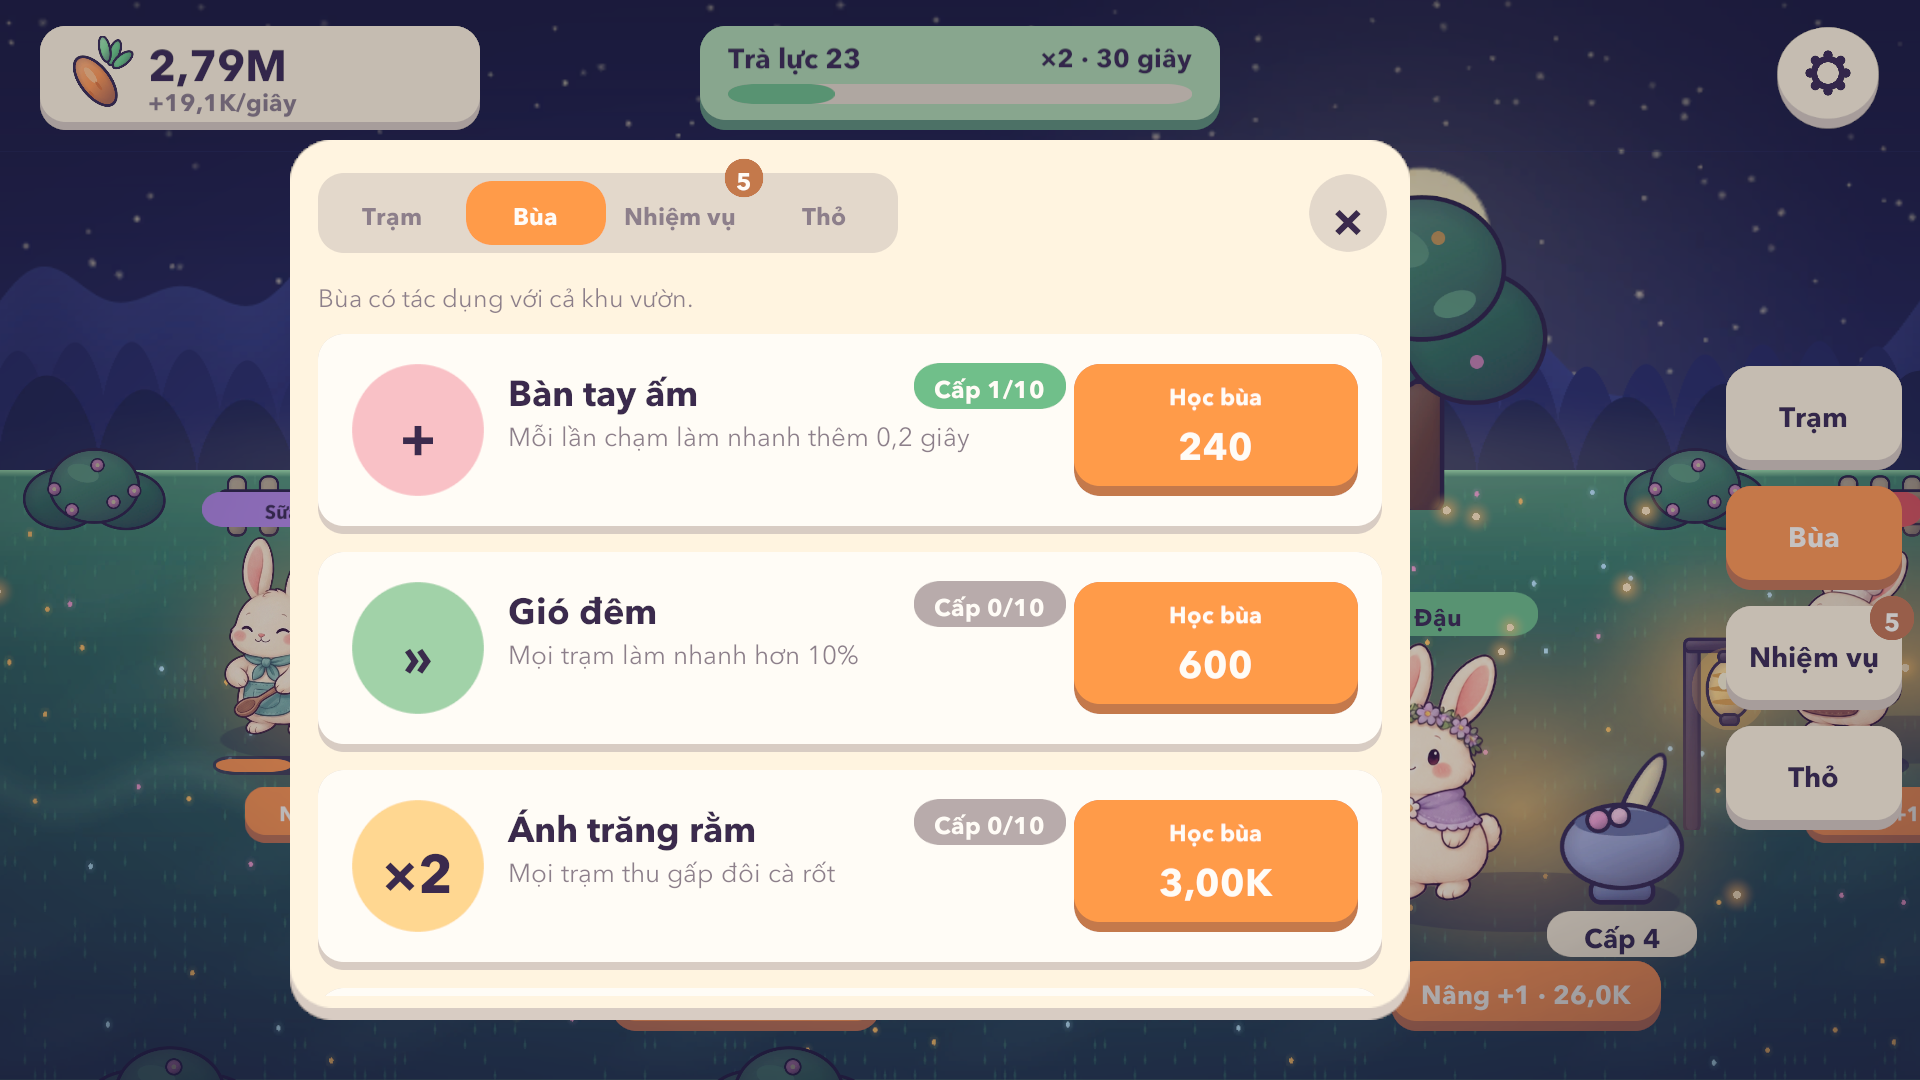 2,79M
+19,1K/giây
Trà lực 23
×2 · 30 giây
Trạm
Bùa
Nhiệm vụ
5
Thỏ
×
Bùa có tác dụng với cả khu vườn.
+
Bàn tay ấm
Mỗi lần chạm làm nhanh thêm 0,2 giây
Cấp 1/10
Học bùa
240
»
Gió đêm
Mọi trạm làm nhanh hơn 10%
Cấp 0/10
Học bùa
600
×2
Ánh trăng rằm
Mọi trạm thu gấp đôi cà rốt
Cấp 0/10
Học bùa
3,00K
Trạm
Bùa
Nhiệm vụ
5
Thỏ
Đậu
Cấp 4
Nâng +1 · 26,0K